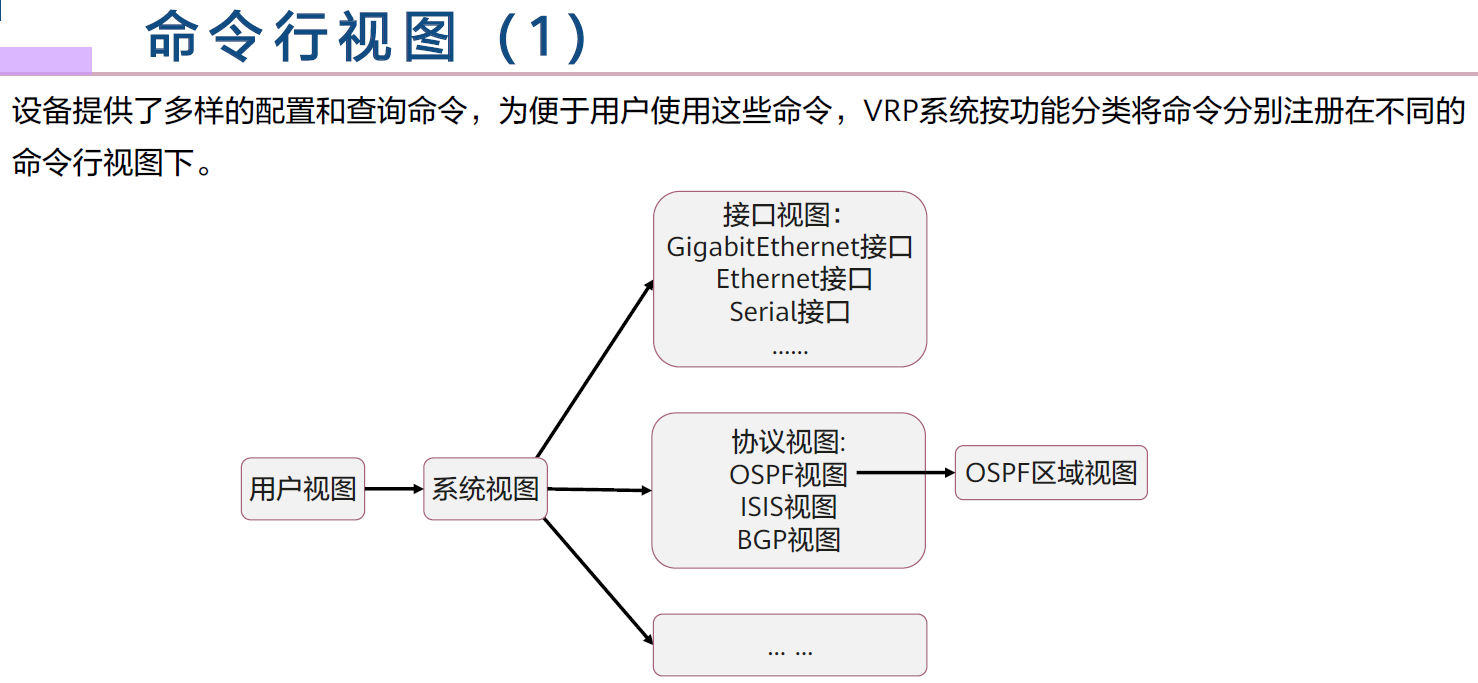 命令行视图（1）
设备提供了多样的配置和查询命令，为便于用户使用这些命令，VRP系统按功能分类将命令分别注册在不同的
命令行视图下。
接口视图：
GigabitEthernet接口
Ethernet接口
Serial接口
......
用户视图
系统视图
协议视图:
OSPF视图
ISIS视图
BGP视图
OSPF区域视图
... ...